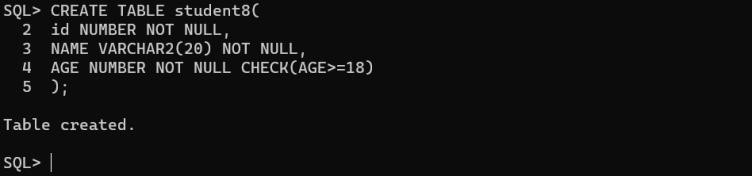 SQL> CREATE TABLE student8(
  2  id NUMBER NOT NULL,
  3  NAME VARCHAR2(20) NOT NULL,
  4  AGE NUMBER NOT NULL CHECK(AGE>=18)
  5  );
Table created.
SQL>